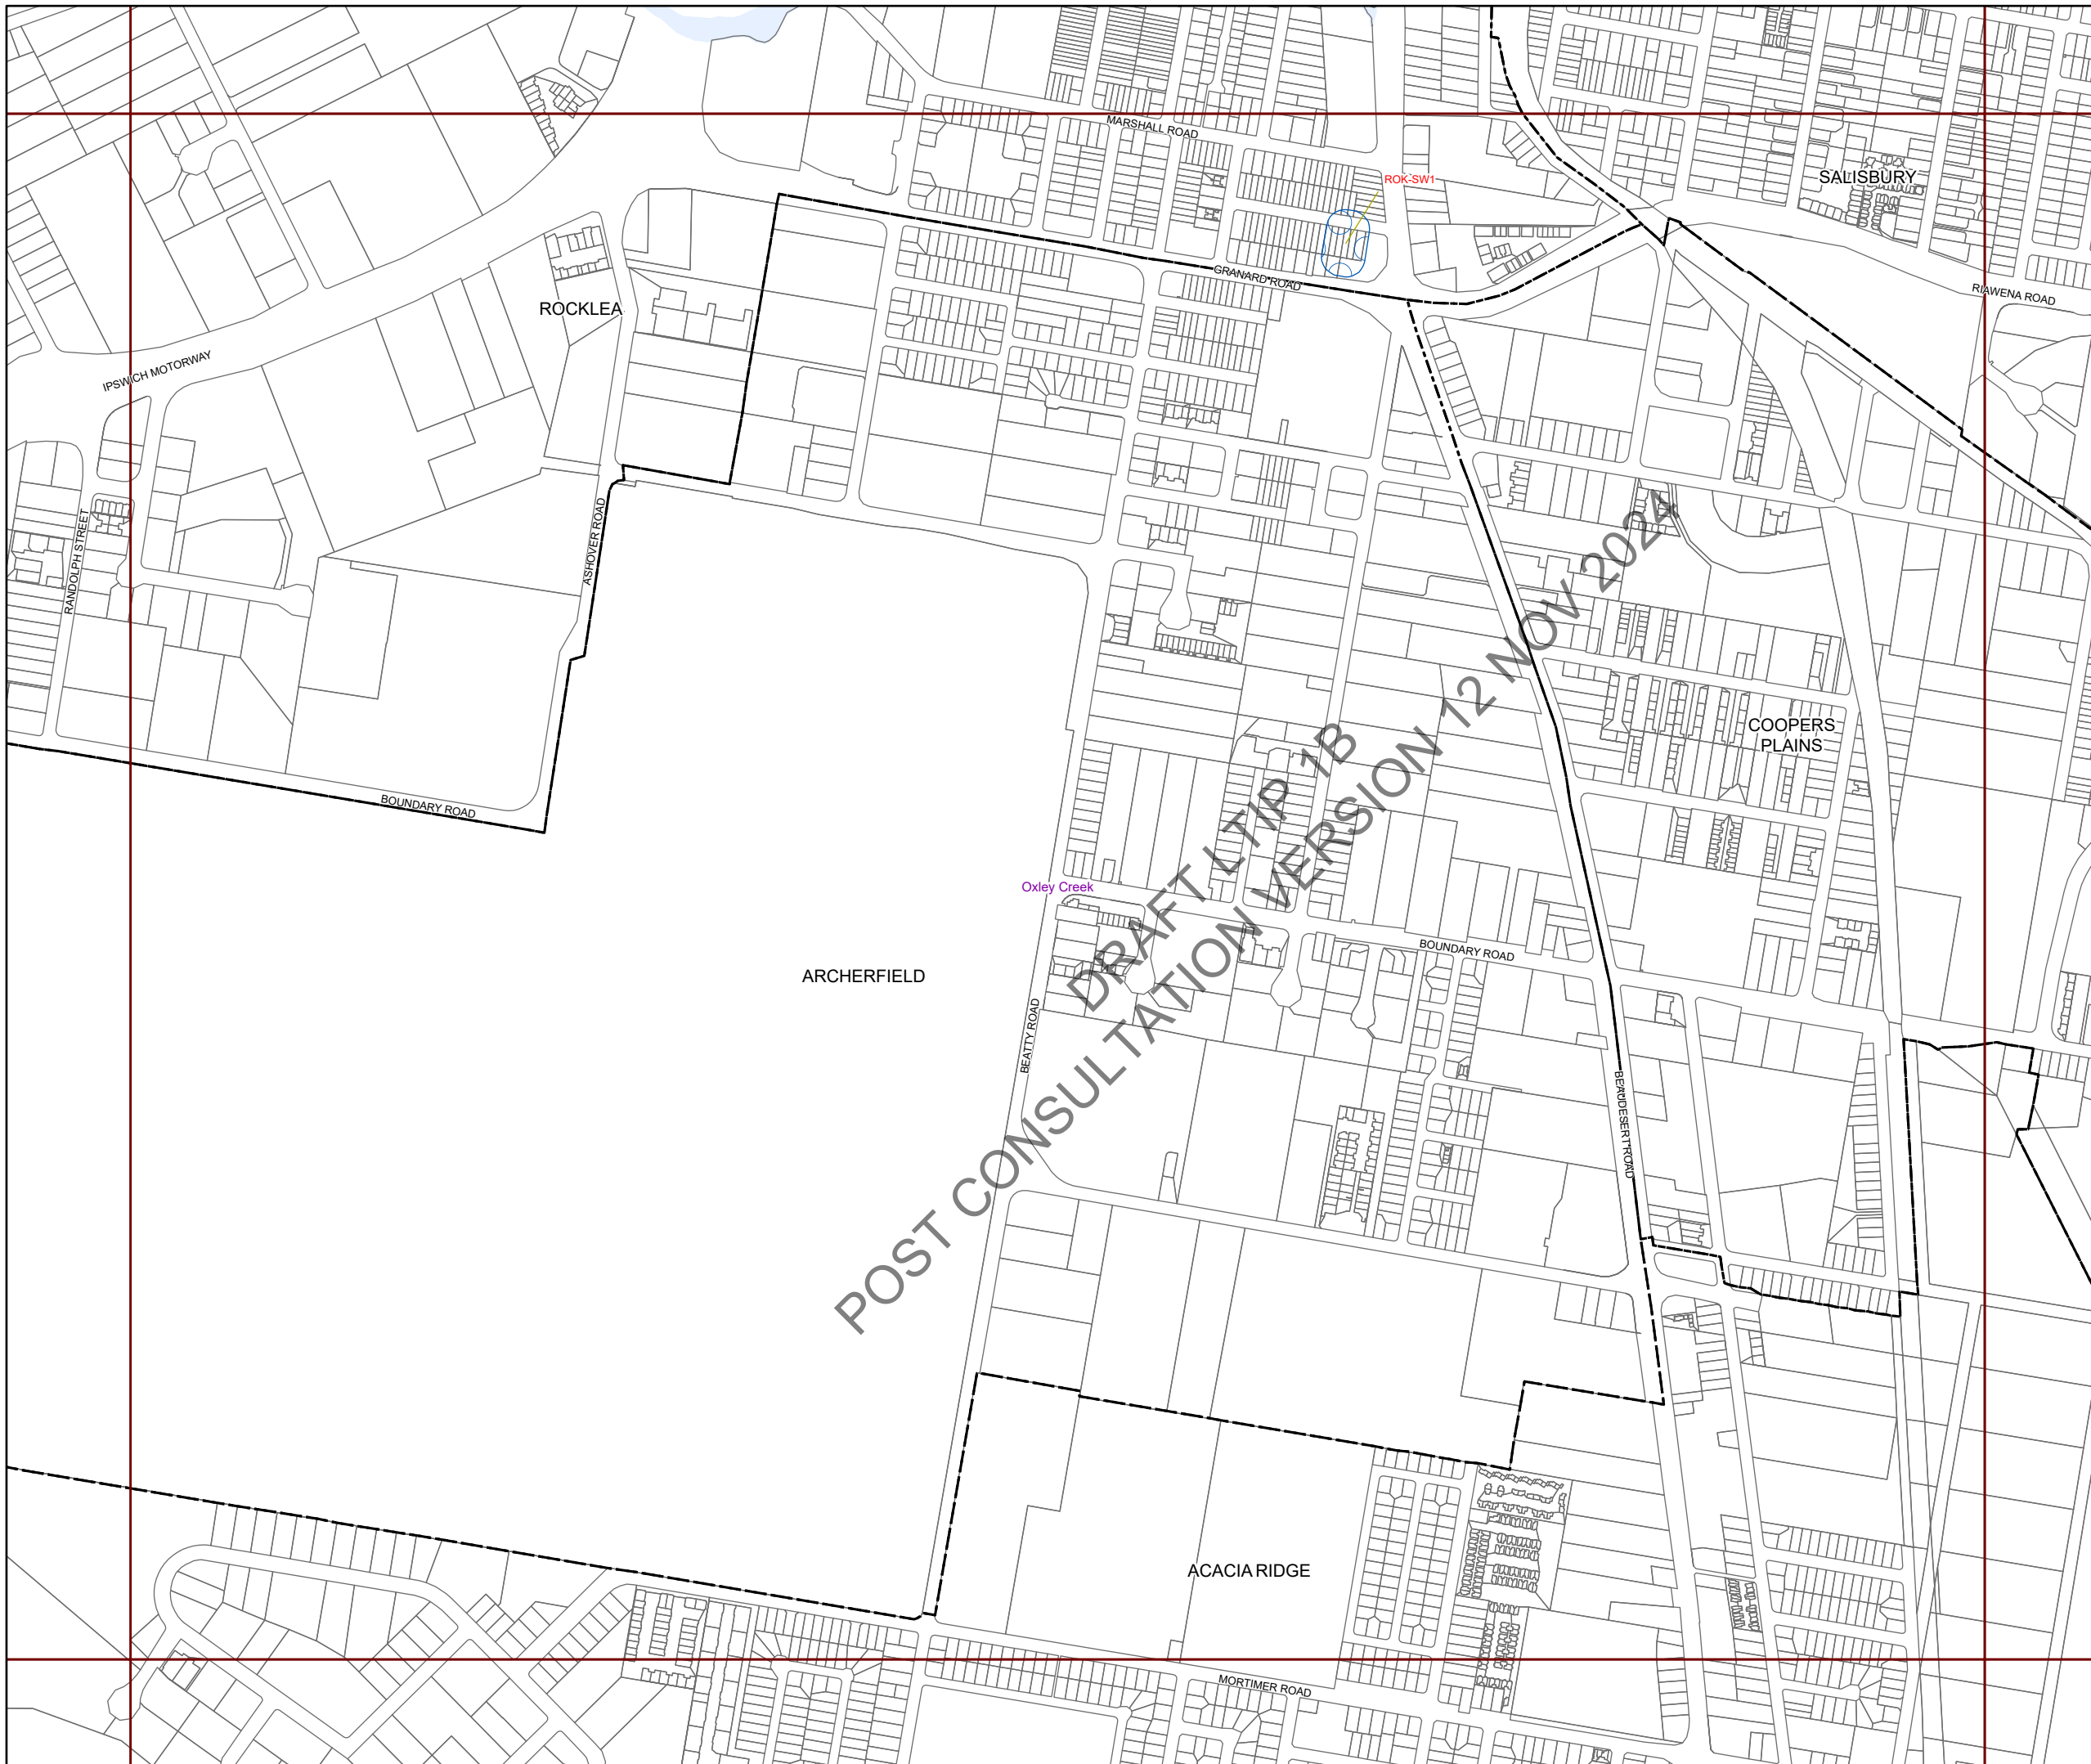 MARSHALL ROAD
ROK-SW1
SALISBURY
GRANARD ROAD
RIAWENA ROAD
ROCKLEA
IPSWICH MOTORWAY
RANDOLPH STREET
ASHOVER ROAD
COOPERS
PLAINS
BOUNDARY ROAD
Oxley Creek
DRAFT LTIP 1B
POST CONSULTATION VERSION 12 NOV 2024
BOUNDARY ROAD
ARCHERFIELD
BEATTY ROAD
BEAUDESERT ROAD
ACACIA RIDGE
MORTIMER ROAD